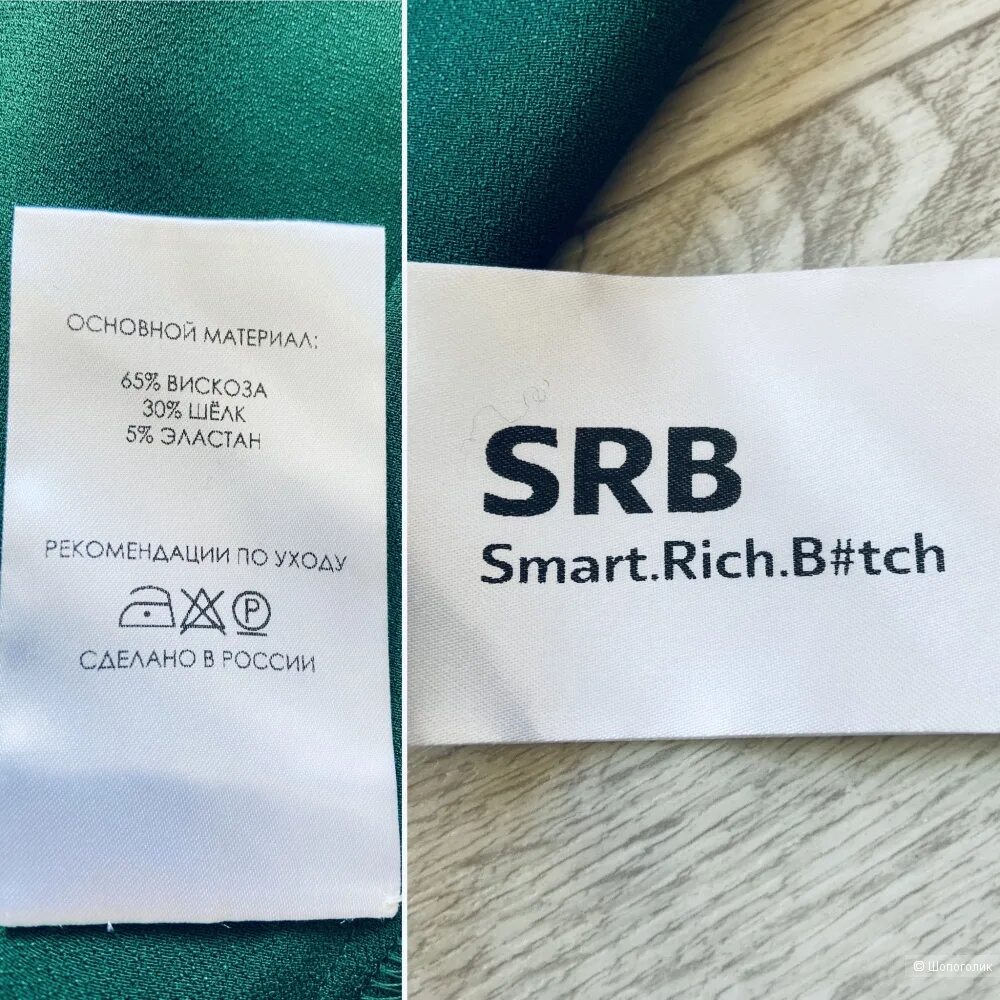 ОСНОВНОЙ МАТЕРИАЛ:
65% ВИСКОЗА
30% ШЁЛК
5% ЭЛАСТАН
РЕКОМЕНДАЦИИ ПО УХОДУ
P
СДЕЛАНО В РОССИИ
SRB
Smart.Rich.B#tch
© Шопоголик